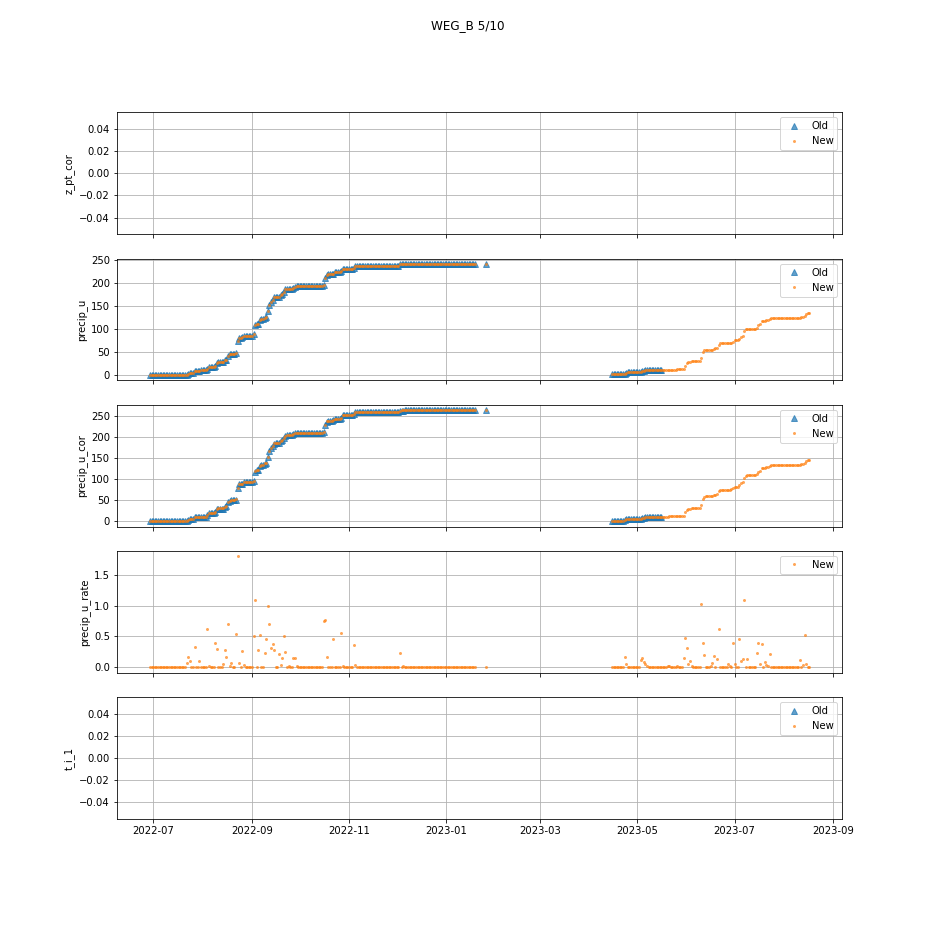 WEG_B 5/10
0.04
0.02
0.00
−0.02
−0.04
z_pt_cor
Old
New
250
200
150
100
50
0
precip_u
Old
New
250
200
150
100
50
0
precip_u_cor
Old
New
1.5
1.0
0.5
0.0
precip_u_rate
New
0.04
0.02
0.00
−0.02
−0.04
t_i_1
Old
New
2022-07
2022-09
2022-11
2023-01
2023-03
2023-05
2023-07
2023-09